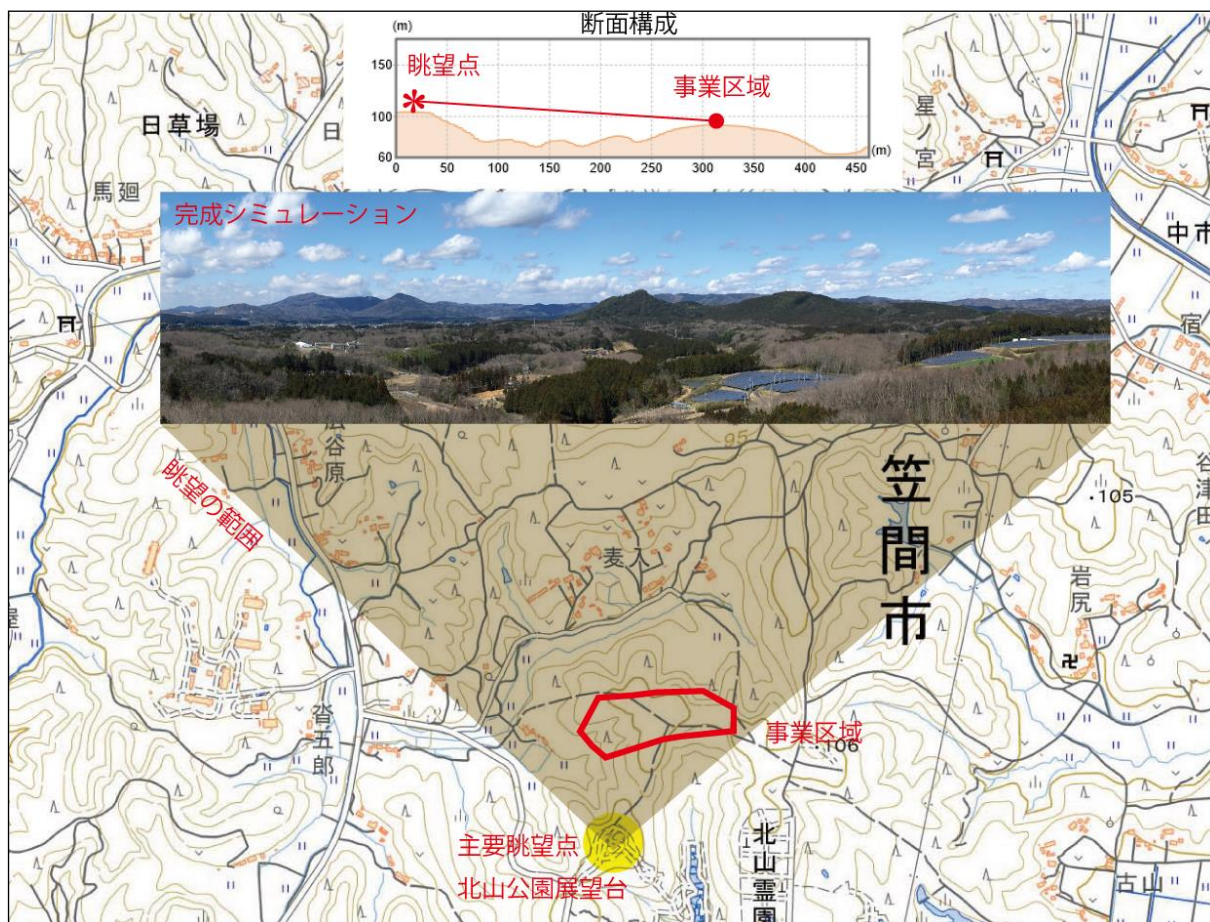 断面構成
(m)
150
100
60
眺望点
事業区域
0 50 100 150 200 250 300 350 400 450
(m)
日草場
日
馬廻
星ノ宮
完成シミュレーション
中市
宿
谷原
95
眺望の範囲
笠間市
谷津田
105
麦入
岩尻
沓五郎
事業区域
106
主要眺望点
北山公園展望台
北山霊園
古山
屋